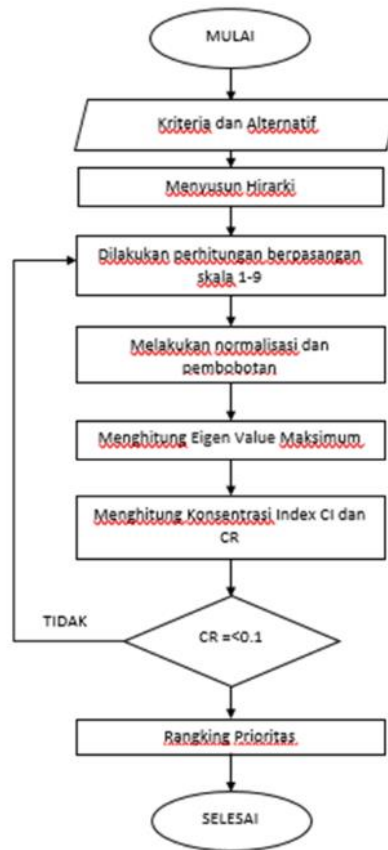 MULAI
Kriteria dan Alternatif
Menyusun Hirarki
Dilakukan perhitungan berpasangan
skala 1-9
Melakukan normalisasi dan
pembobotan
Menghitung Eigen Value Maksimum
Menghitung Konsentrasi Index CI dan
CR
TIDAK
CR =<0.1
Rangking Prioritas
SELESAI